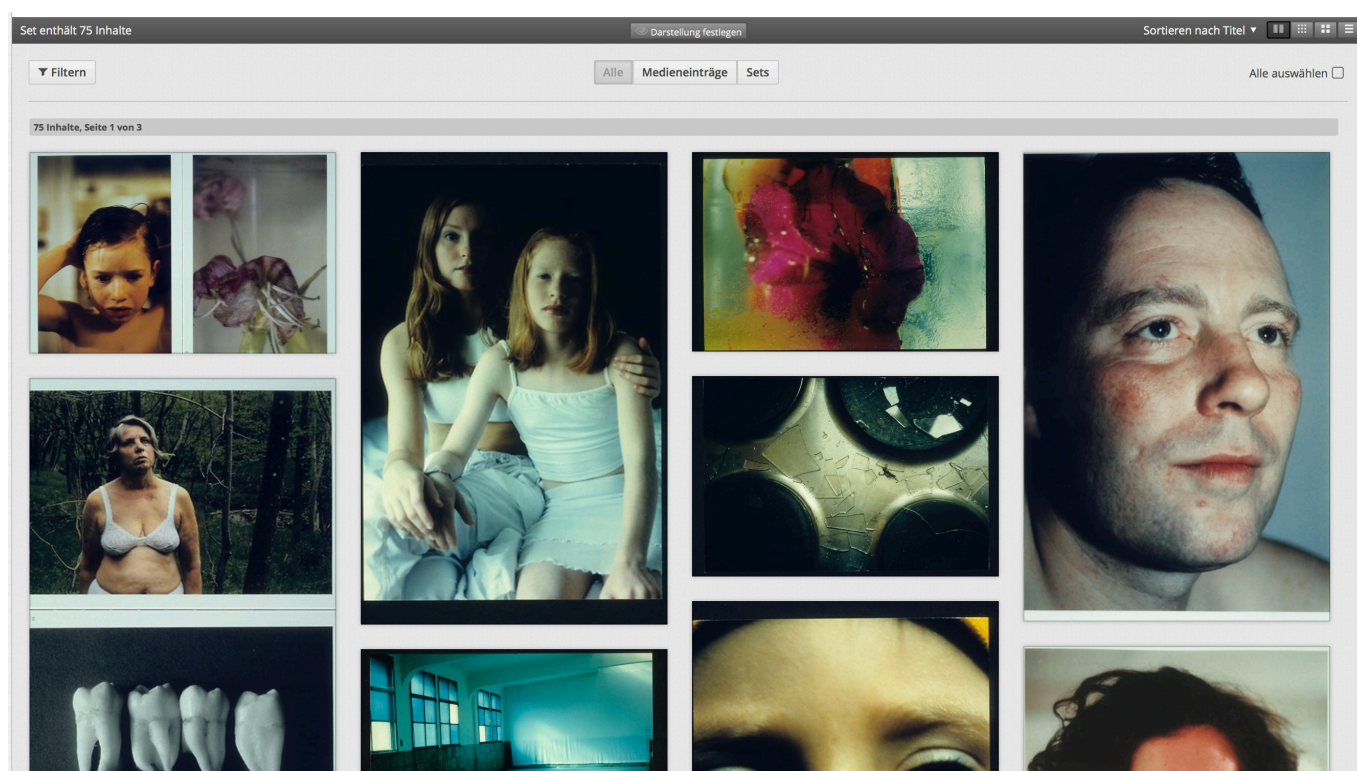 Set enthält 75 Inhalte
Darstellung festlegen
Sortieren nach Titel
Filtern
Alle Medieneinträge Sets
Alle auswählen
75 Inhalte, Seite 1 von 3